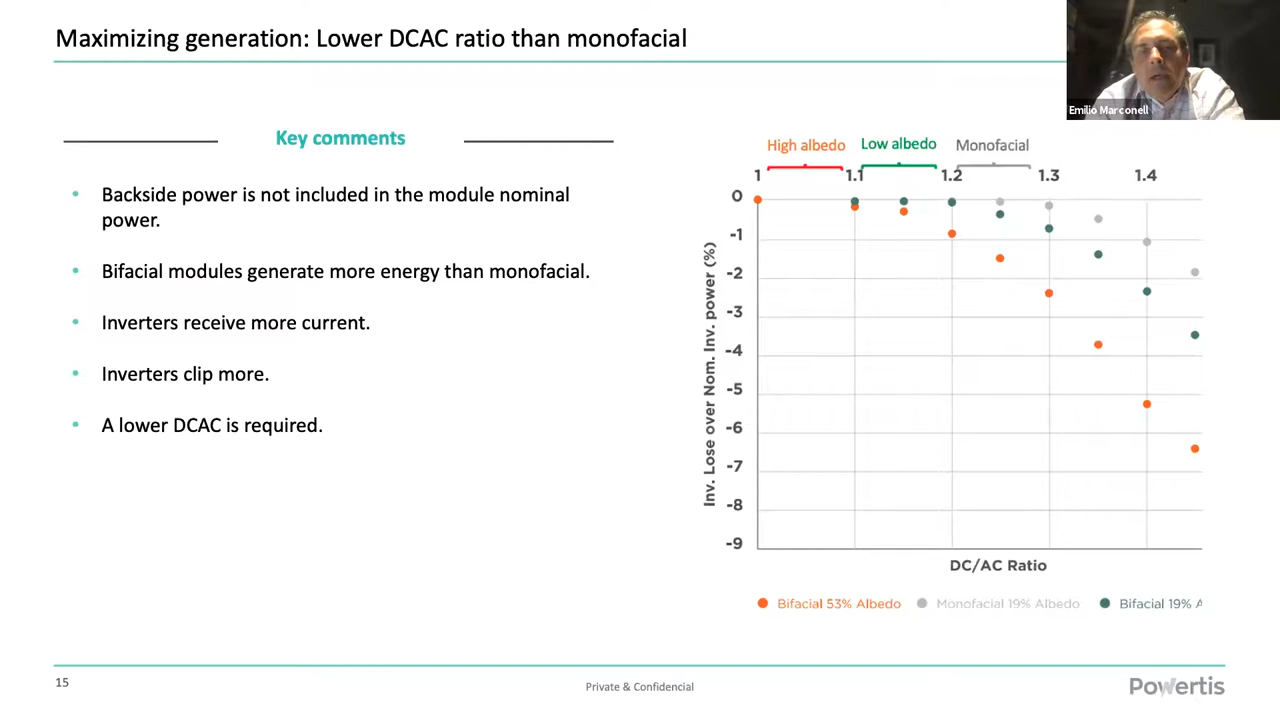 Maximizing generation: Lower DCAC ratio than monofacial
Emilio Marconell
Key comments
• Backside power is not included in the module nominal
power.
• Bifacial modules generate more energy than monofacial.
• Inverters receive more current.
• Inverters clip more.
• A lower DCAC is required.
High albedo Low albedo Monofacial
1 1.1 1.2 1.3 1.4
0
-1
-2
-3
-4
-5
-6
-7
-8
-9
Inv. Lose over Nom. Inv. power (%)
DC/AC Ratio
Bifacial 53% Albedo Monofacial 19% Albedo Bifacial 19% A
15
Private & Confidential
Powertis